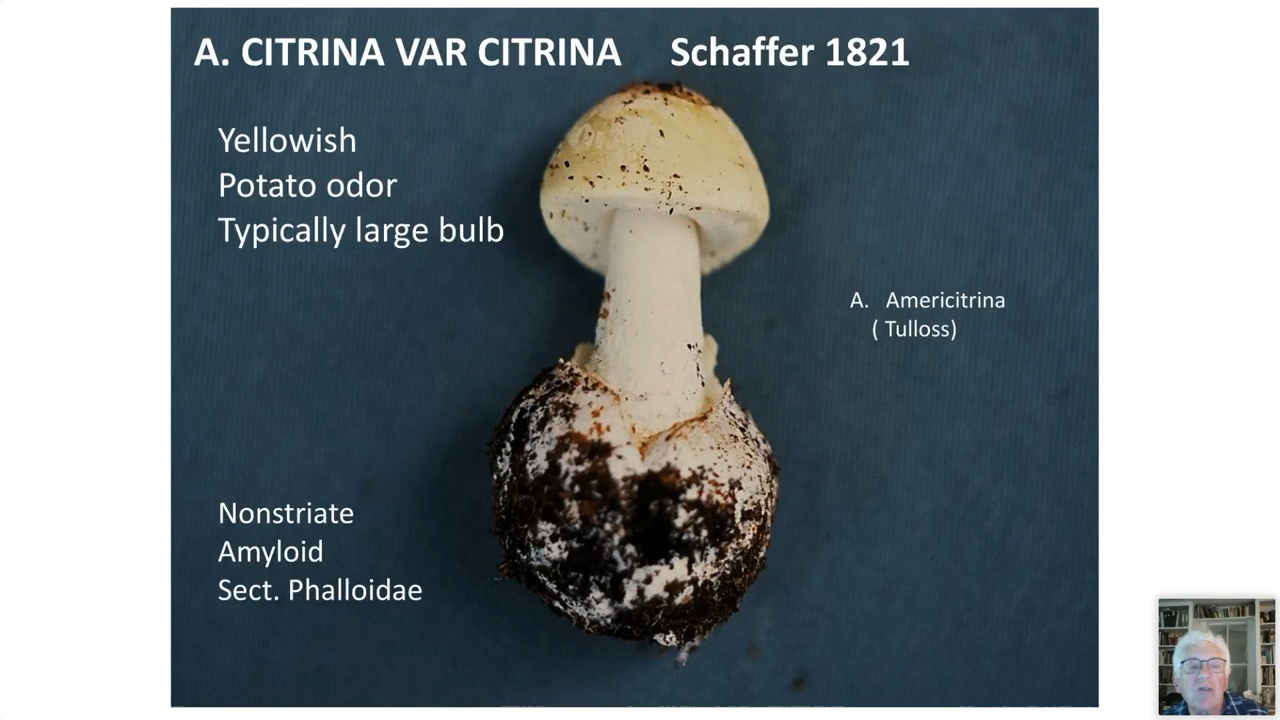 A. CITRINA VAR CITRINA Schaffer 1821
Yellowish
Potato odor
Typically large bulb
A. Americitrina
( Tulloss)
Nonstriate
Amyloid
Sect. Phalloidae